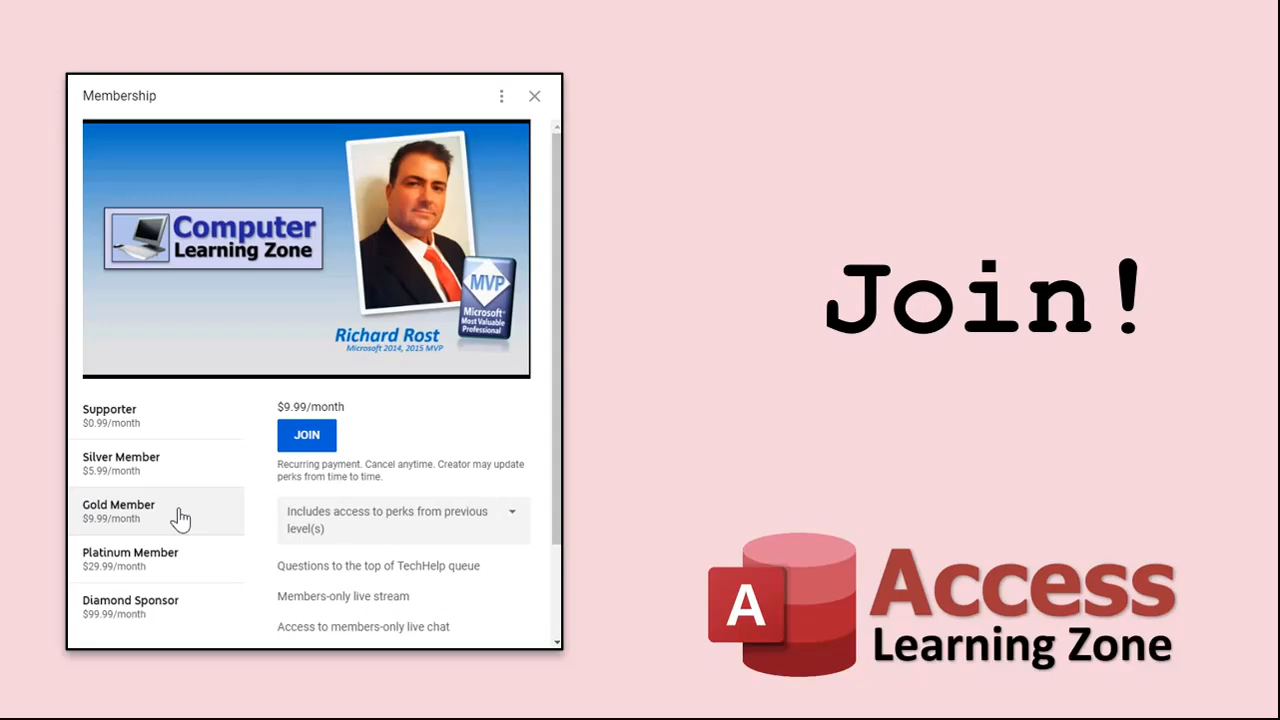 Membership
Computer
Learning Zone
MVP
Microsoft®
Most Valuable
Professional
Richard Rost
Microsoft 2014, 2015 MVP
Supporter
$0.99/month
Silver Member
$5.99/month
Gold Member
$9.99/month
Platinum Member
$29.99/month
Diamond Sponsor
$99.99/month
$9.99/month
JOIN
Recurring payment. Cancel anytime. Creator may update
perks from time to time.
Includes access to perks from previous
level(s)
Questions to the top of TechHelp queue
Members-only live stream
Access to members-only live chat
Join!
A
Access
Learning Zone